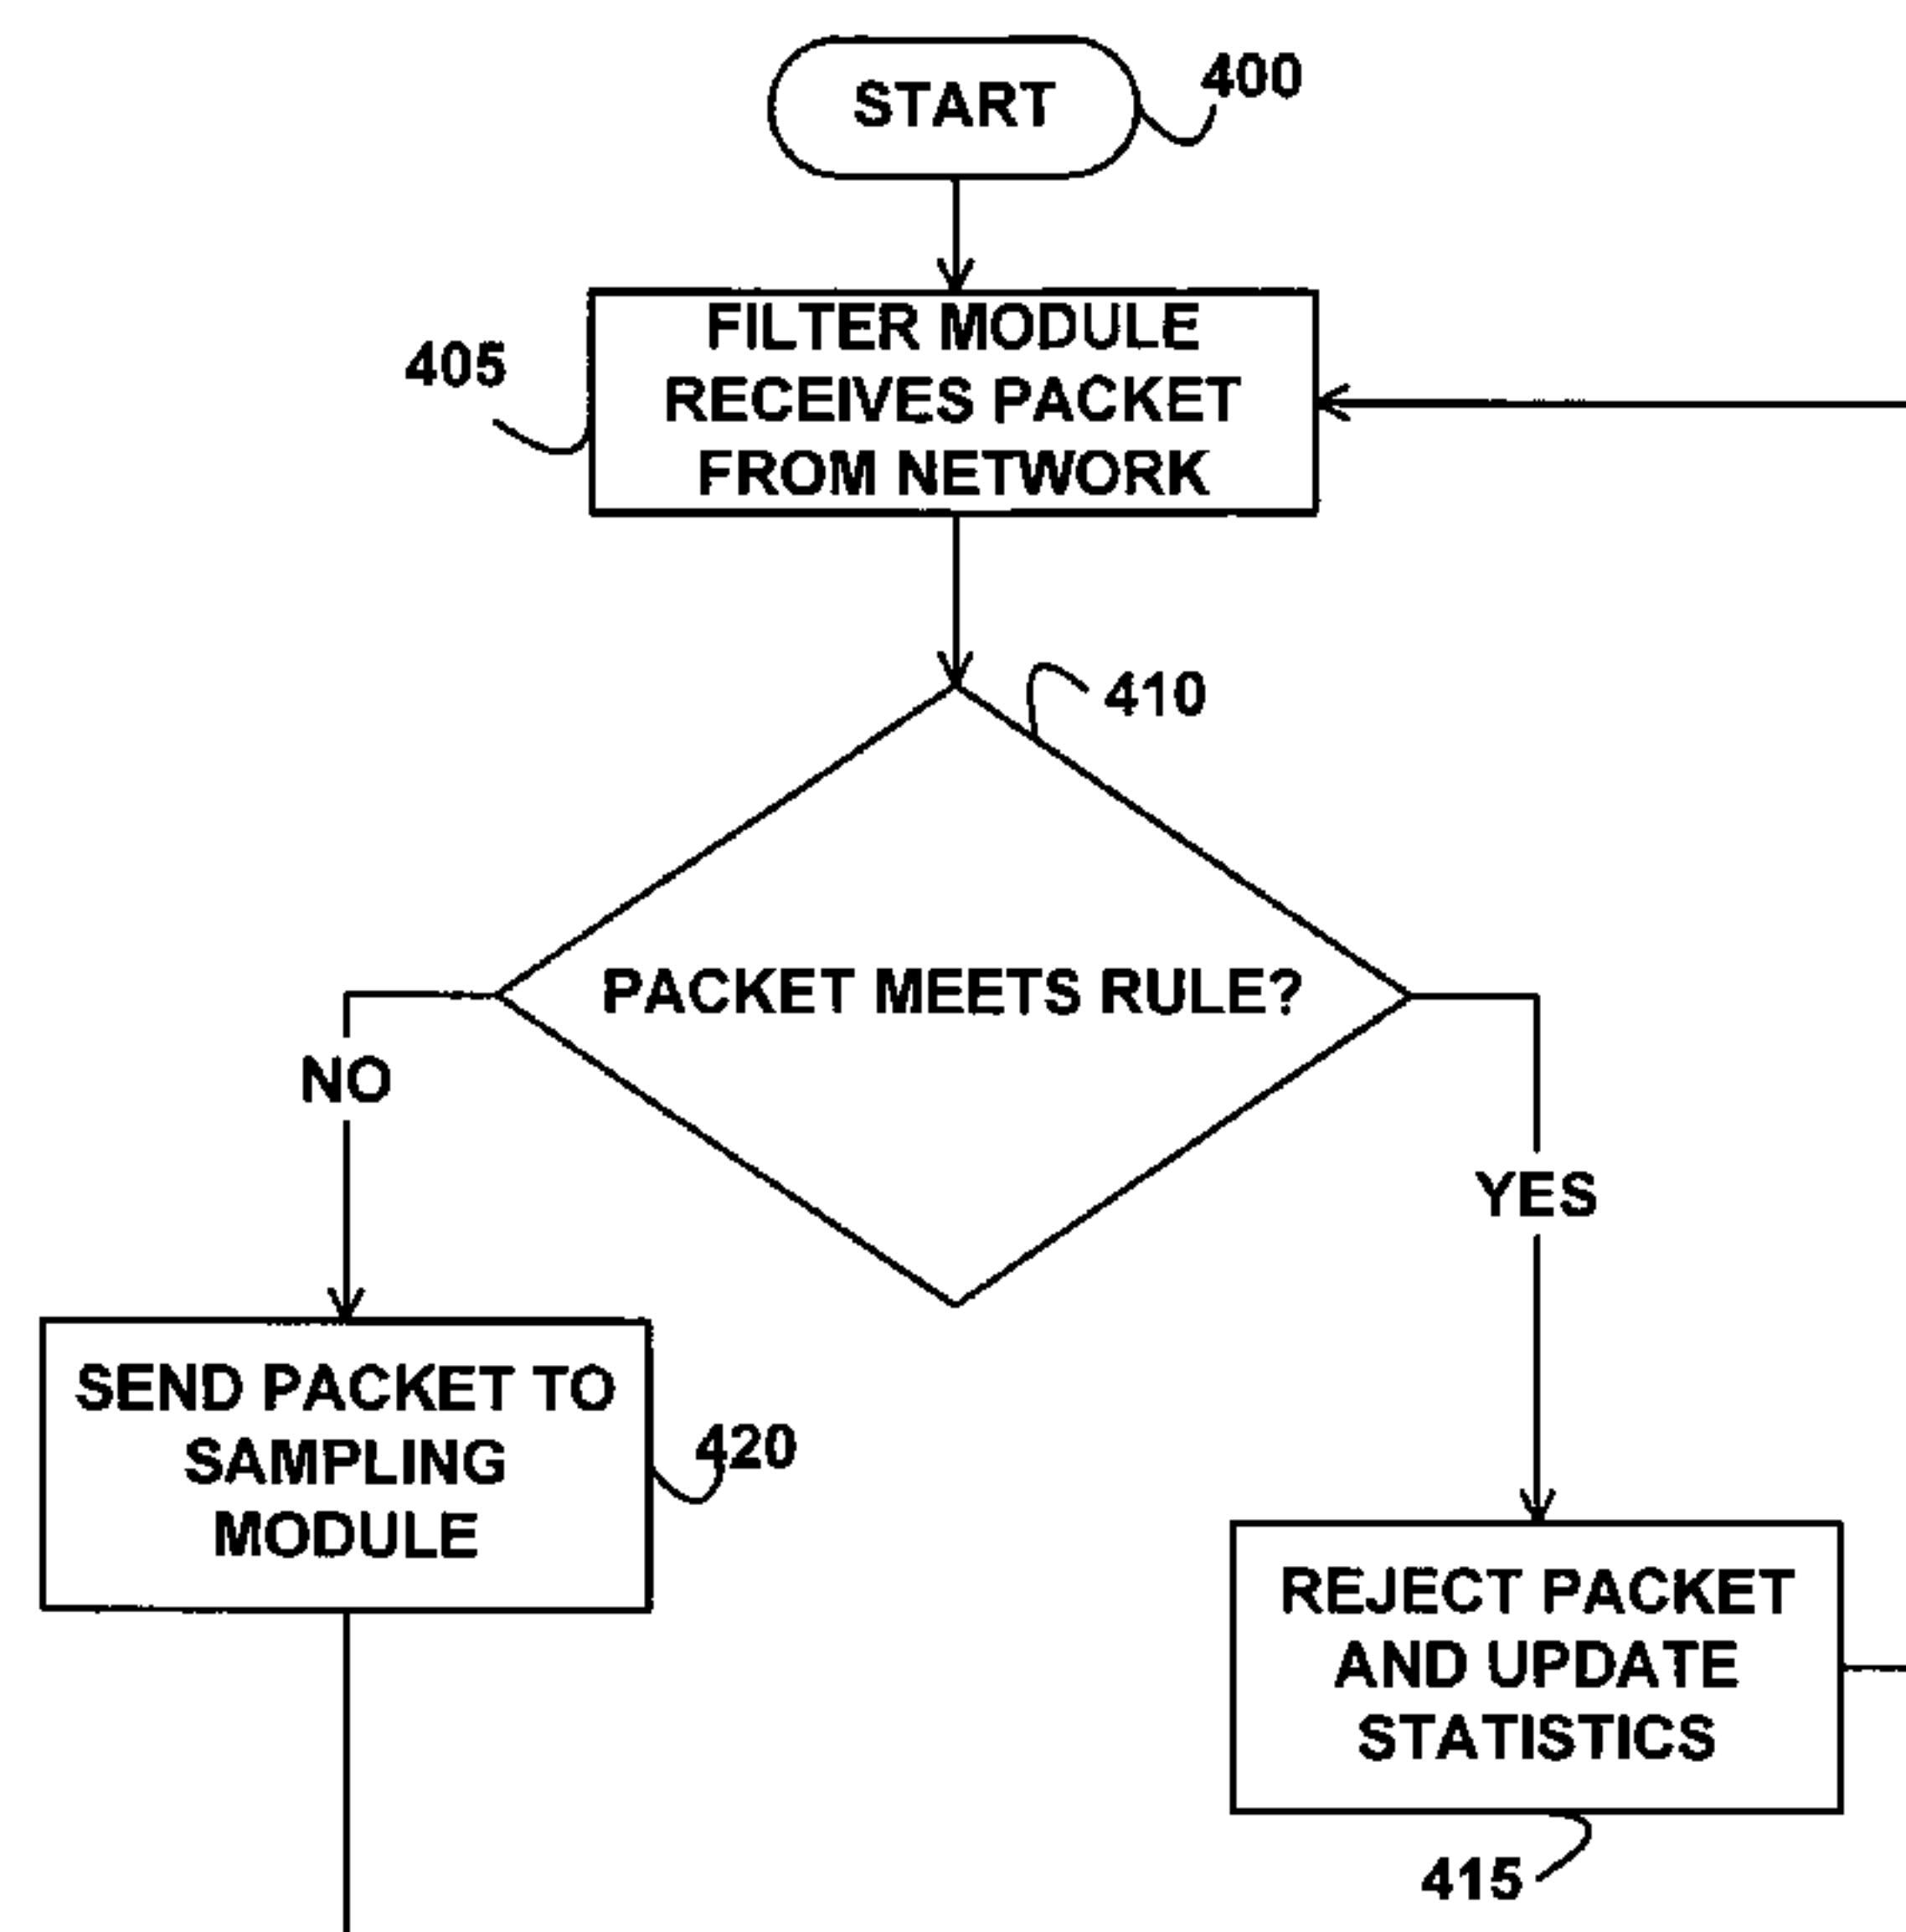 START
400
FILTER MODULE
RECEIVES PACKET
FROM NETWORK
405
410
PACKET MEETS RULE?
NO
YES
SEND PACKET TO
SAMPLING
MODULE
420
REJECT PACKET
AND UPDATE
STATISTICS
415